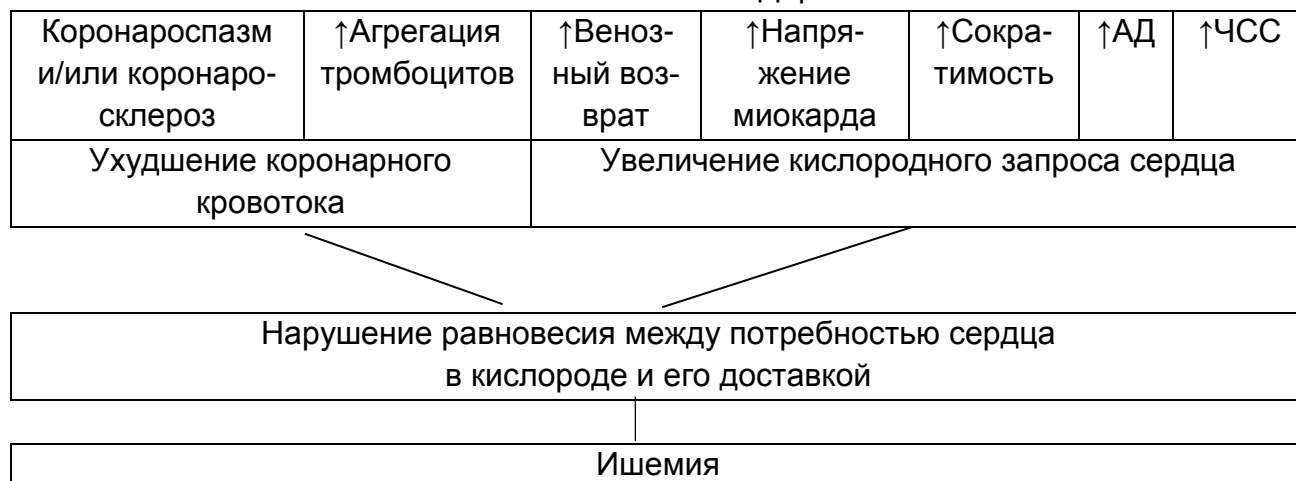 Коронароспазм
и/или коронаро-
склероз
↑Агрегация
тромбоцитов
↑Веноз-
ный воз-
врат
↑Напря-
жение
миокарда
↑Сокра-
тимость
↑АД
↑ЧСС
Ухудшение коронарного
кровотока
Увеличение кислородного запроса сердца
Нарушение равновесия между потребностью сердца
в кислороде и его доставкой
Ишемия